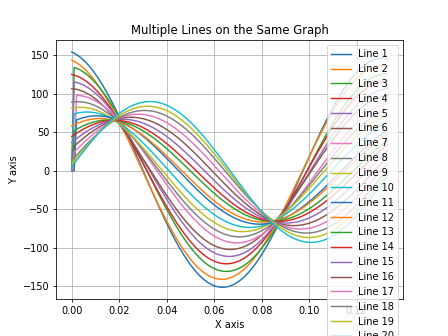 Multiple Lines on the Same Graph
Y axis
150
100
50
0
−50
−100
−150
0.00
0.02
0.04
0.06
0.08
0.10
X axis
Line 1
Line 2
Line 3
Line 4
Line 5
Line 6
Line 7
Line 8
Line 9
Line 10
Line 11
Line 12
Line 13
Line 14
Line 15
Line 16
Line 17
Line 18
Line 19
Line 20